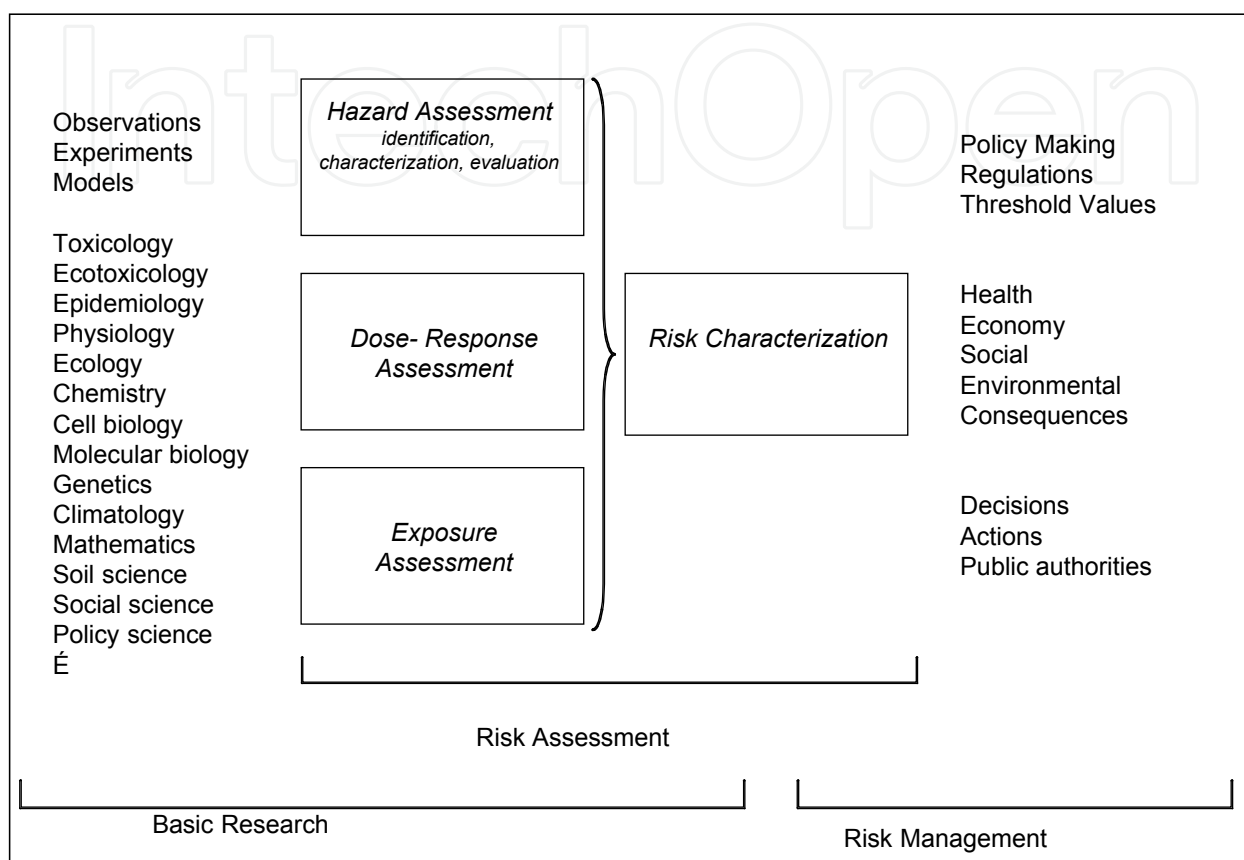 IntechOpen
Observations
Experiments
Models
Toxicology
Ecotoxicology
Epidemiology
Physiology
Ecology
Chemistry
Cell biology
Molecular biology
Genetics
Climatology
Mathematics
Soil science
Social science
Policy science
É
Hazard Assessment
identification,
characterization, evaluation
Dose- Response
Assessment
Exposure
Assessment
Risk Characterization
Policy Making
Regulations
Threshold Values
Health
Economy
Social
Environmental
Consequences
Decisions
Actions
Public authorities
Risk Assessment
Basic Research
Risk Management